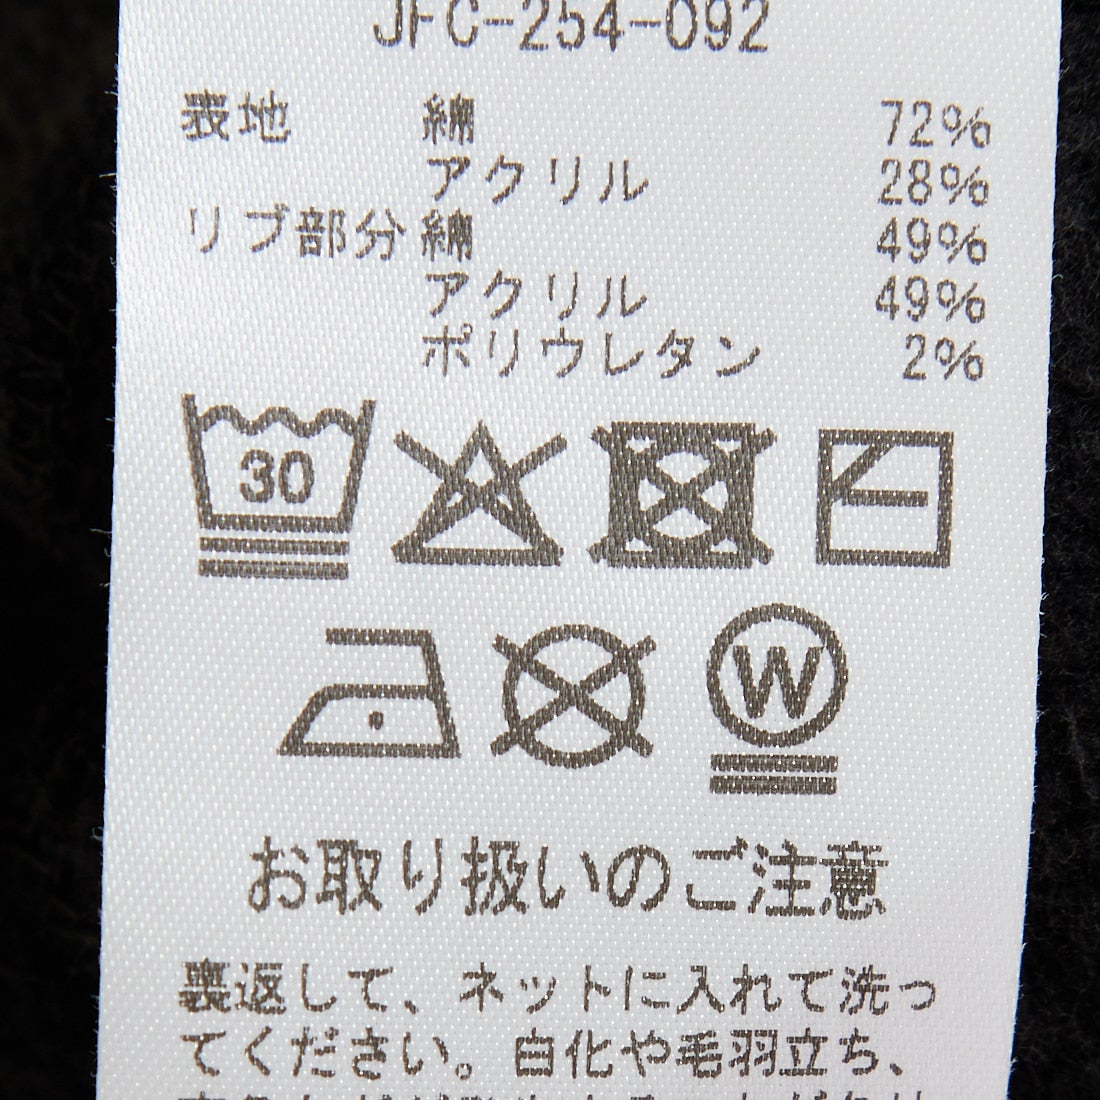 JFC-254-092
表地 綿 72%
アクリル 28%
リブ部分 綿 49%
アクリル 49%
ポリウレタン 2%
30
W
お取り扱いのご注意
裏返して、ネットに入れて洗っ
てください。白化や毛羽立ち、